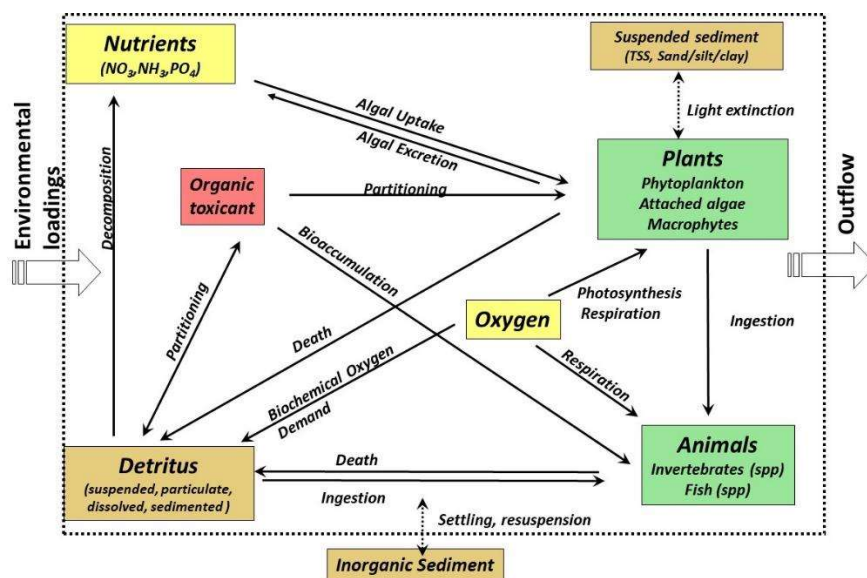 Nutrients
(NO3,NH3,PO4)
Suspended sediment
(TSS, Sand/silt/clay)
Light extinction
Algal Uptake
Algal Excretion
Environmental
loadings
Decomposition
Organic
toxicant
Partitioning
Plants
Phytoplankton
Attached algae
Macrophytes
Outflow
Bioaccumulation
Partitioning
Photosynthesis
Respiration
Oxygen
Ingestion
Death
Biochemical Oxygen
Demand
Respiration
Detritus
(suspended, particulate,
dissolved, sedimented )
Death
Ingestion
Animals
Invertebrates (spp)
Fish (spp)
Settling, resuspension
Inorganic Sediment